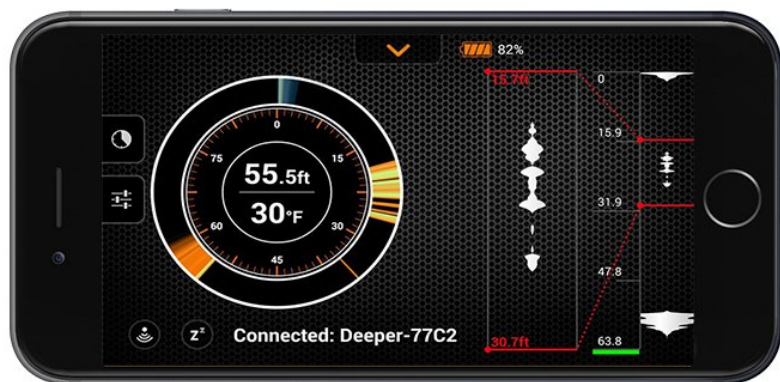 82%
0
15
30
45
60
75
55.5ft
30°F
15.7ft
30.7ft
0
15.9
31.9
47.8
63.8
z z
Connected: Deeper-77C2